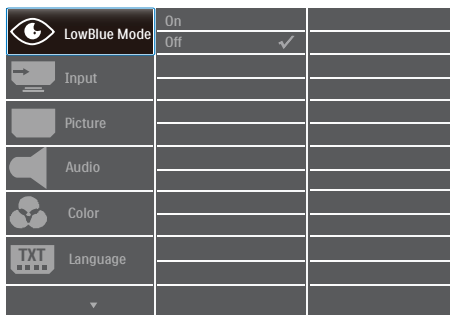 LowBlue Mode
On
Off
Input
Picture
Audio
Color
TXT
Language